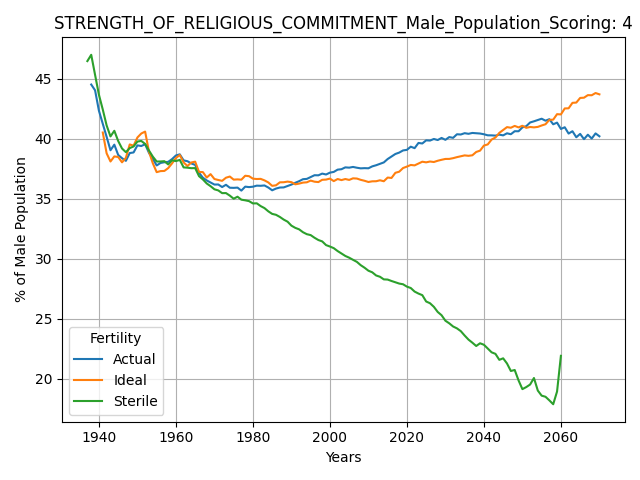 STRENGTH_OF_RELIGIOUS_COMMITMENT_Male_Population_Scoring: 4
% of Male Population
45
40
35
30
25
20
Fertility
Actual
Ideal
Sterile
1940 1960 1980 2000 2020 2040 2060
Years